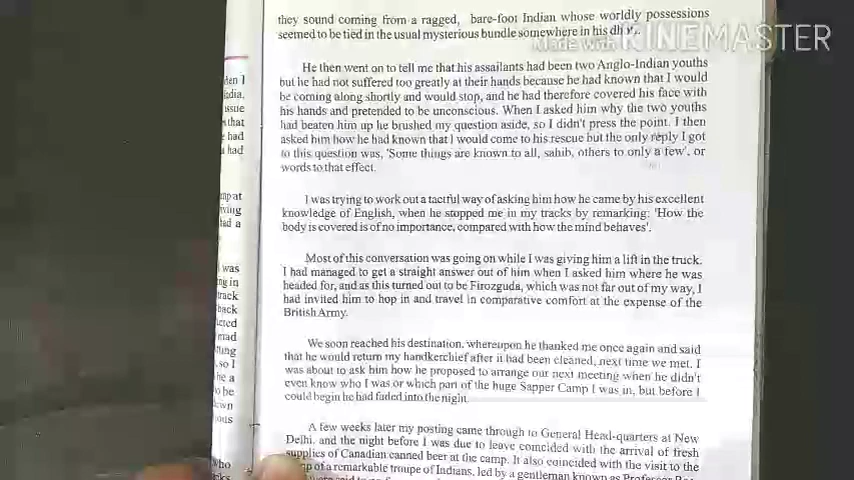 they sound coming from a ragged, bare-foot Indian whose worldly possessions
seemed to be tied in the usual mysterious bundle somewhere in his
Made with KINEMASTER
He then went on to tell me that his assailants had been two Anglo-Indian youths
but he had not suffered too greatly at their hands because he had known that I would
be coming along shortly and would stop, and he had therefore covered his face with
his hands and pretended to be unconscious. When I asked him why the two youths
had beaten him up he brushed my question aside, so I didn't press the point. I then
asked him how he had known that I would come to his rescue but the only reply I got
to this question was, 'Some things are known to all, sahib, others to only a few', or
words to that effect.
I was trying to work out a tactful way of asking him how he came by his excellent
knowledge of English, when he stopped me in my tracks by remarking: 'How the
body is covered is of no importance, compared with how the mind behaves'.
Most of this conversation was going on while I was giving him a lift in the truck.
I had managed to get a straight answer out of him when I asked him where he was
headed for, and as this turned out to be Firozguda, which was not far out of my way, I
had invited him to hop in and travel in comparative comfort at the expense of the
British Army.
We soon reached his destination, whereupon he thanked me once again and said
that he would return my handkerchief after it had been cleaned, next time we met. I
was about to ask him how he proposed to arrange our next meeting when he didn't
even know who I was or which part of the huge Sapper Camp I was in, but before I
could begin he had faded into the night.
A few weeks later my posting came through to General Head-quarters at New
Delhi, and the night before I was due to leave coincided with the arrival of fresh
supplies of Canadian canned beer at the camp. It also coincided with the visit to the
of a remarkable troupe of Indians, led by a gentleman known as Professor